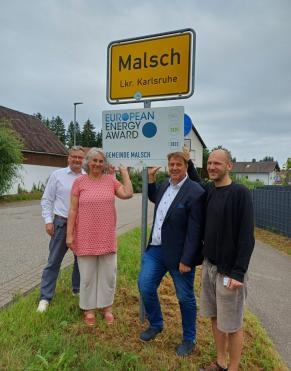 Malsch
Lkr. Karlsruhe
EUROPEAN
ENERGY
AWARD
GEMEINDE MALSCH